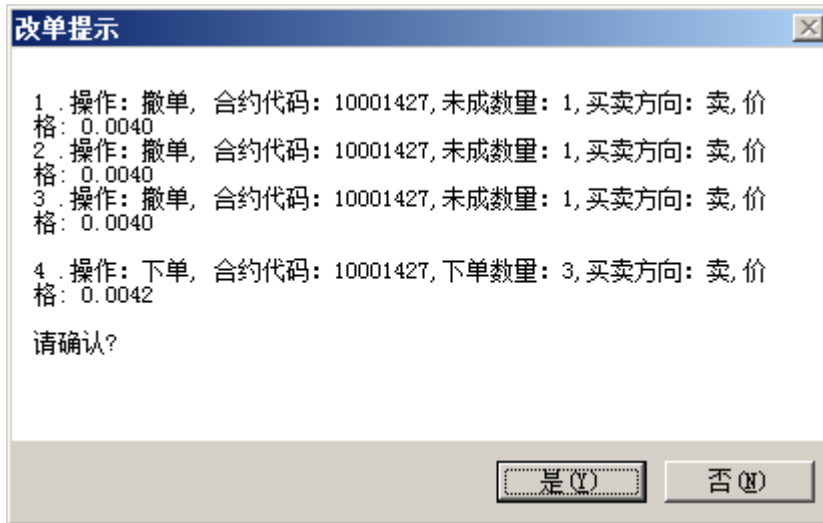 改单提示
1 .操作：撤单, 合约代码：10001427,未成数量：1,买卖方向：卖,价
格：0.0040
2 .操作：撤单, 合约代码：10001427,未成数量：1,买卖方向：卖,价
格：0.0040
3 .操作：撤单, 合约代码：10001427,未成数量：1,买卖方向：卖,价
格：0.0040
4 .操作：下单, 合约代码：10001427,下单数量：3,买卖方向：卖,价
格：0.0042
请确认?
是(Y) 否(N)